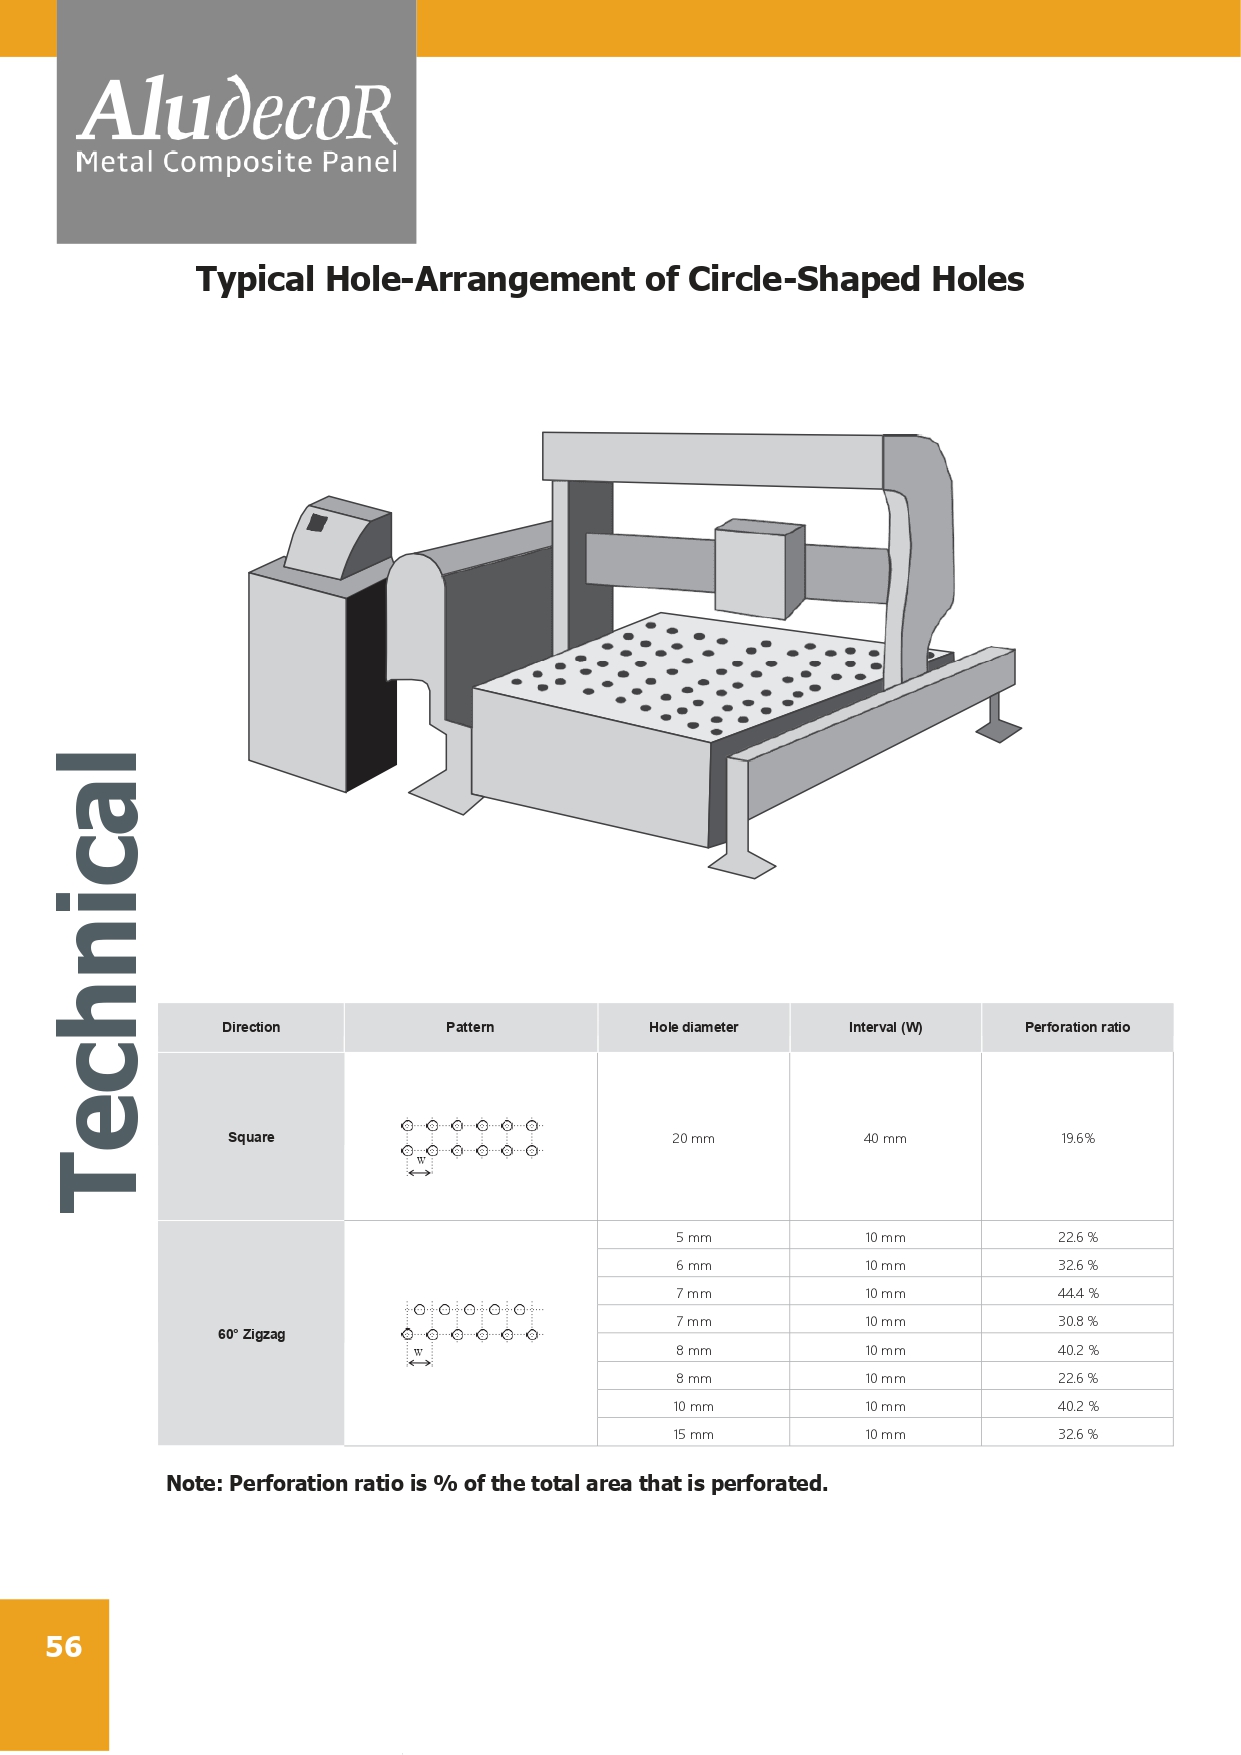 AludecoR
Metal Composite Panel
Typical Hole-Arrangement of Circle-Shaped Holes
Technical
Direction Pattern Hole diameter Interval (W) Perforation ratio
Square W 20 mm 40 mm 19.6%
60° Zigzag W
5 mm 10 mm 22.6 %
6 mm 10 mm 32.6 %
7 mm 10 mm 44.4 %
7 mm 10 mm 30.8 %
8 mm 10 mm 40.2 %
8 mm 10 mm 22.6 %
10 mm 10 mm 40.2 %
15 mm 10 mm 32.6 %
Note: Perforation ratio is % of the total area that is perforated.
56